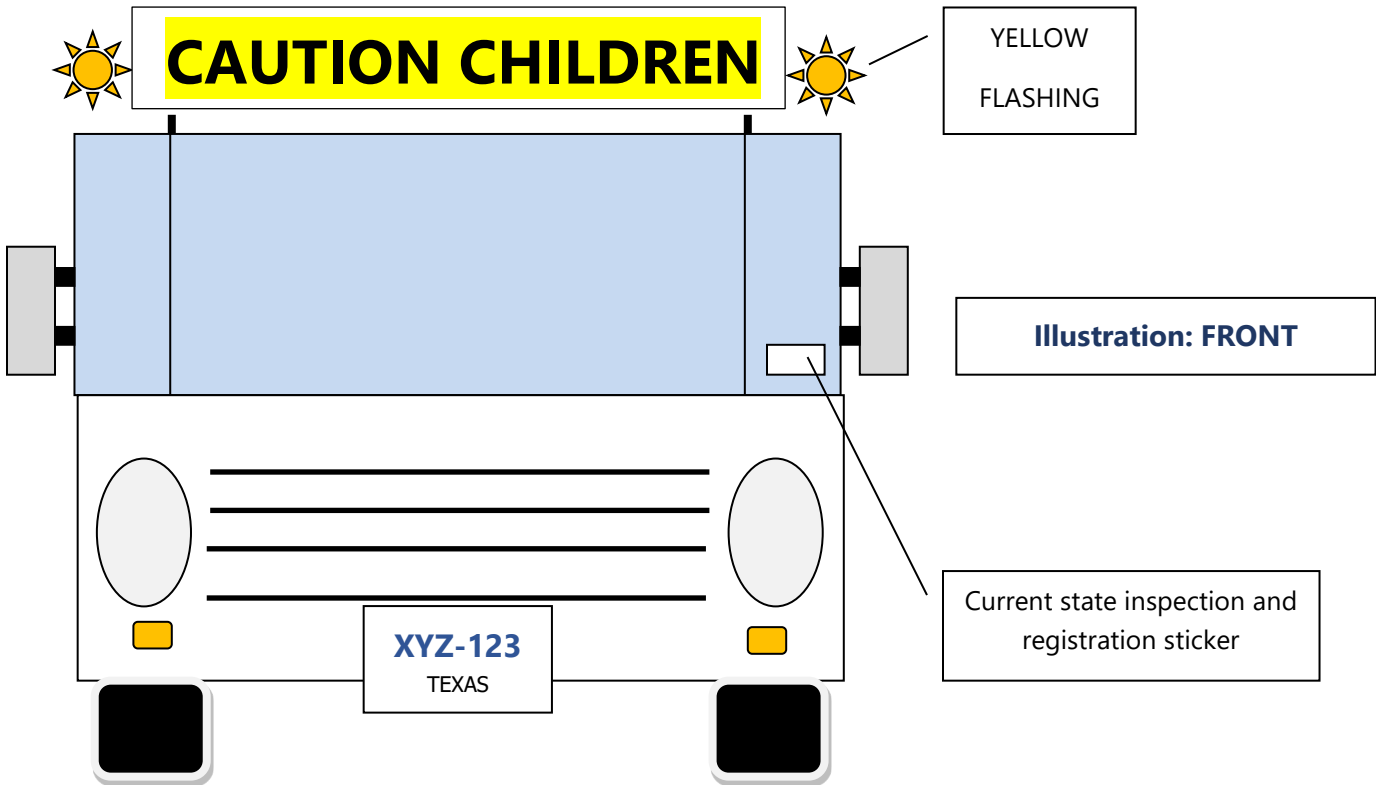 CAUTION CHILDREN
YELLOW
FLASHING
Illustration: FRONT
Current state inspection and
registration sticker
XYZ-123
TEXAS